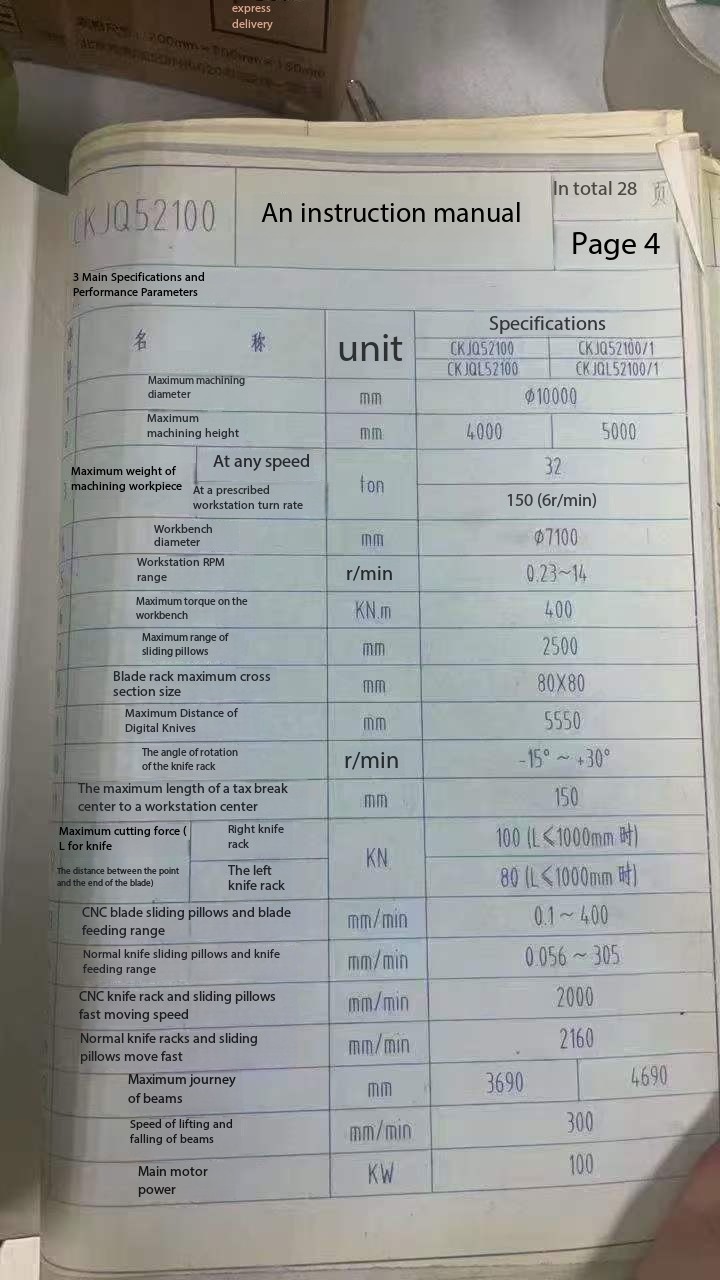 express
delivery
CKJQ52100
An instruction manual
In total 28 页
Page 4
3 Main Specifications and
Performance Parameters
名 称
unit
Specifications
CKJQ52100 CKJQ52100/1
CKJQL52100 CKJQL52100/1
Maximum machining
diameter
mm
Φ10000
Maximum
machining height
mm
4000 5000
Maximum weight of
machining workpiece
At any speed
ton
32
At a prescribed
workstation turn rate
150 (6r/min)
Workbench
diameter
mm
Φ7100
Workstation RPM
range
r/min
0.23~14
Maximum torque on the
workbench
KN.m
400
Maximum range of
sliding pillows
mm
2500
Blade rack maximum cross
section size
mm
80X80
Maximum Distance of
Digital Knives
mm
5550
The angle of rotation
of the knife rack
r/min
-15° ~ +30°
The maximum length of a tax break
center to a workstation center
mm
150
Maximum cutting force (
L for knife
The distance between the point
and the end of the blade)
Right knife
rack
KN
100 (L≤1000mm 时)
The left
knife rack
80 (L≤1000mm 时)
CNC blade sliding pillows and blade
feeding range
mm/min
0.1 ~ 400
Normal knife sliding pillows and knife
feeding range
mm/min
0.056 ~ 305
CNC knife rack and sliding pillows
fast moving speed
mm/min
2000
Normal knife racks and sliding
pillows move fast
mm/min
2160
Maximum journey
of beams
mm
3690 4690
Speed of lifting and
falling of beams
mm/min
300
Main motor
power
KW
100